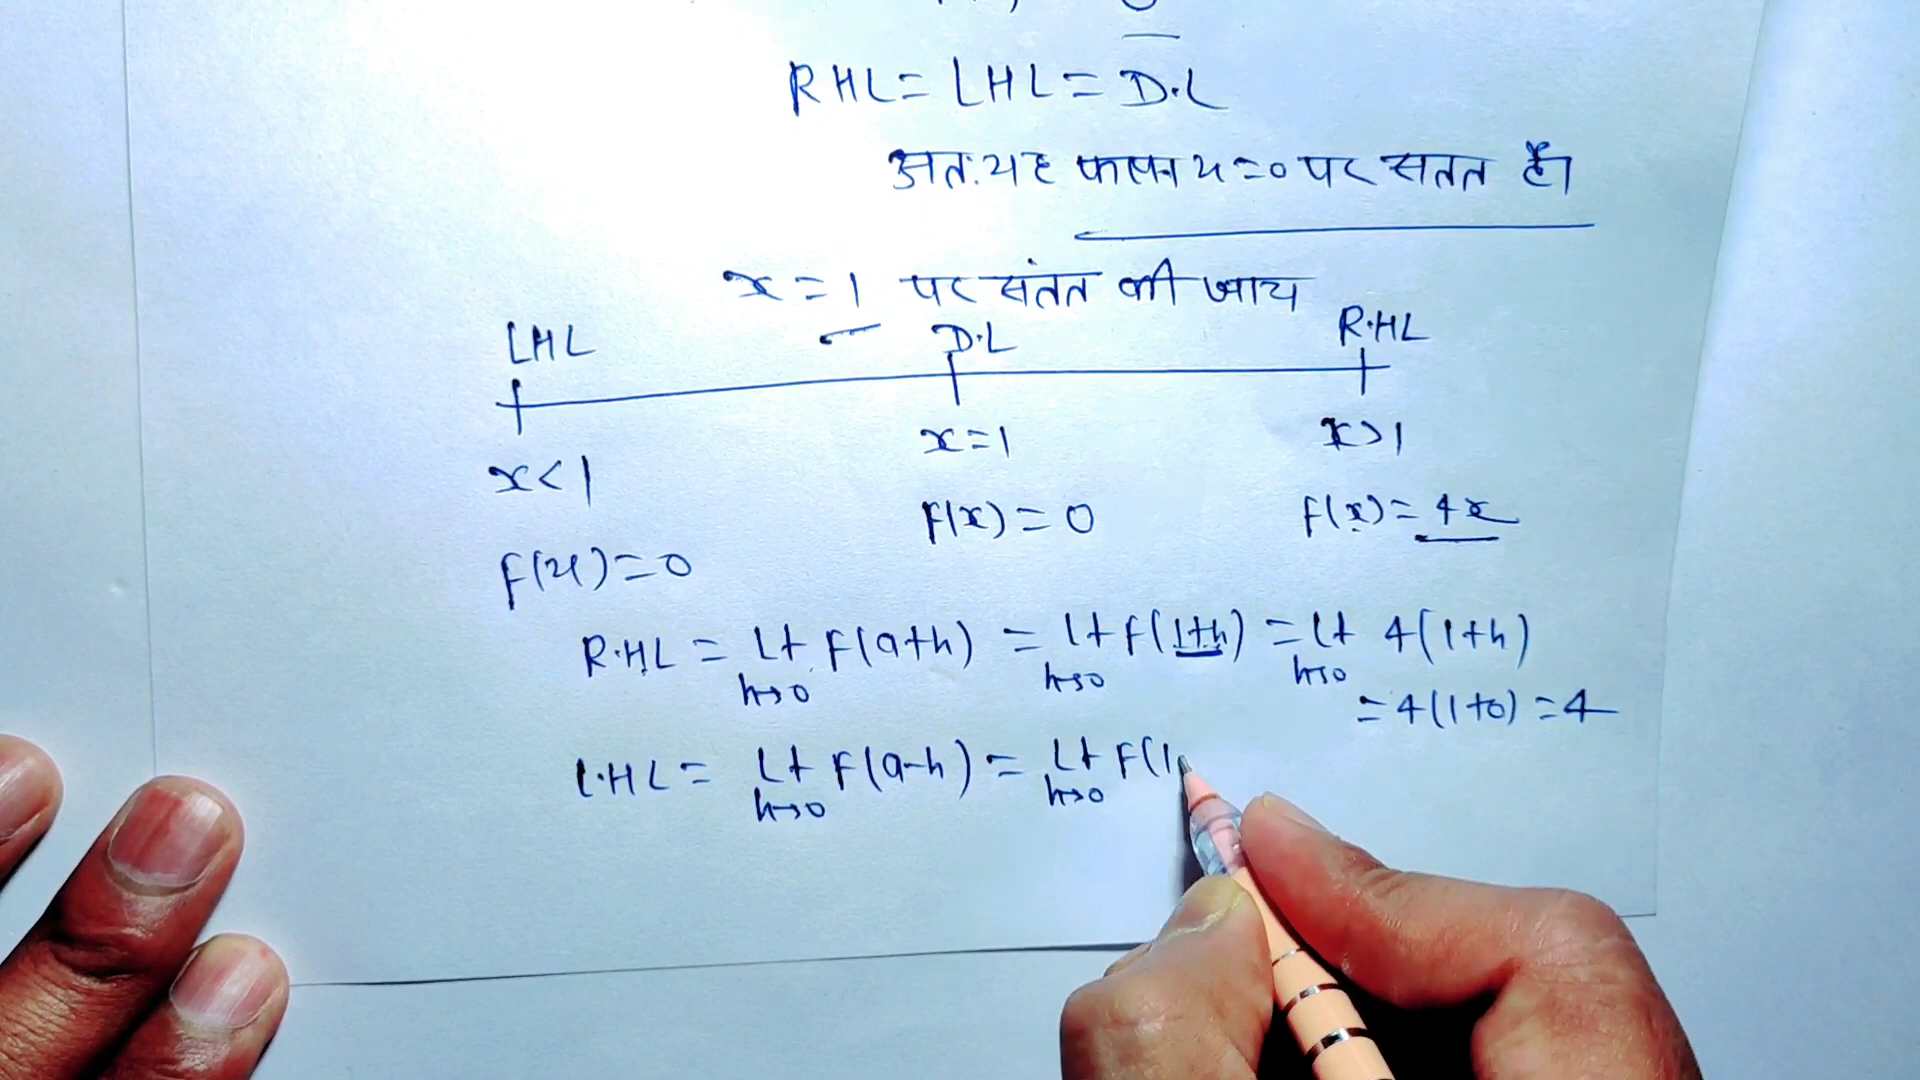 RHL = LHL = D.L
अतः यह फलन x=0 पर सतत है।
x = 1 पर संतत की जाय
LHL D.L R.HL
x<1 x=1 x>1
F(x)=0 F(x)=0 F(x)=4x
R.HL = Lt F(a+h) = Lt F(1+h) = Lt 4(1+h)
h→0 h→0 h→0
= 4(1+0) = 4
L.HL = Lt F(a-h) = Lt F(1
h→0 h→0